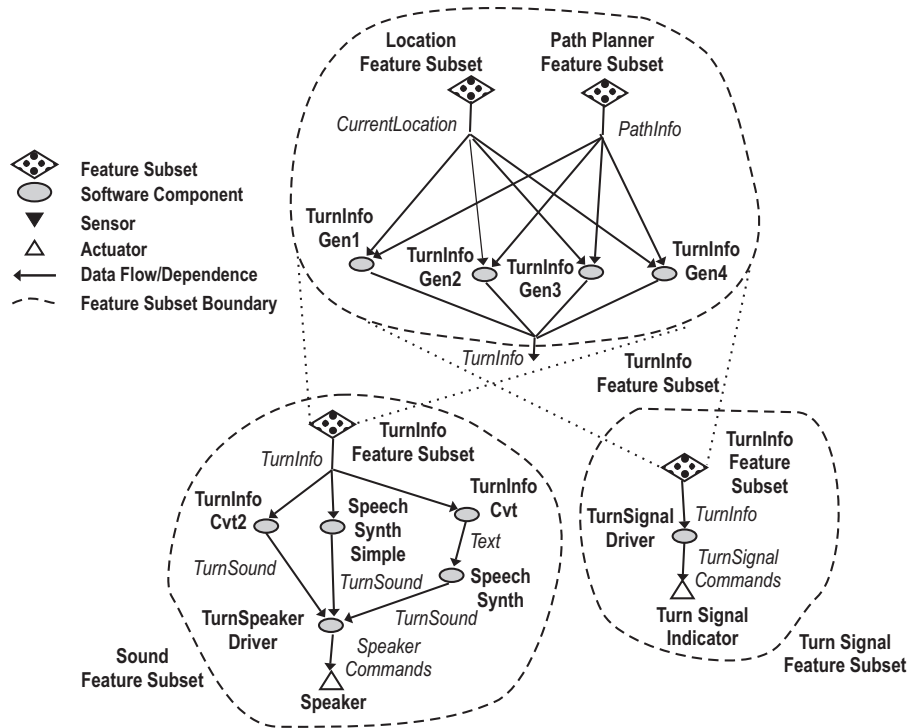 Location
Feature Subset
Path Planner
Feature Subset
CurrentLocation
PathInfo
Feature Subset
Software Component
Sensor
Actuator
Data Flow/Dependence
Feature Subset Boundary
TurnInfo
Gen1
TurnInfo
Gen2
TurnInfo
Gen3
TurnInfo
Gen4
TurnInfo
TurnInfo
Feature Subset
TurnInfo
Feature Subset
TurnInfo
TurnInfo
Cvt2
Speech
Synth
Simple
TurnInfo
Cvt
Text
TurnSound
TurnSound
Speech
Synth
TurnSound
TurnSpeaker
Driver
Speaker
Commands
Speaker
Sound
Feature Subset
TurnInfo
Feature
Subset
TurnInfo
TurnSignal
Driver
TurnSignal
Commands
Turn Signal
Indicator
Turn Signal
Feature Subset